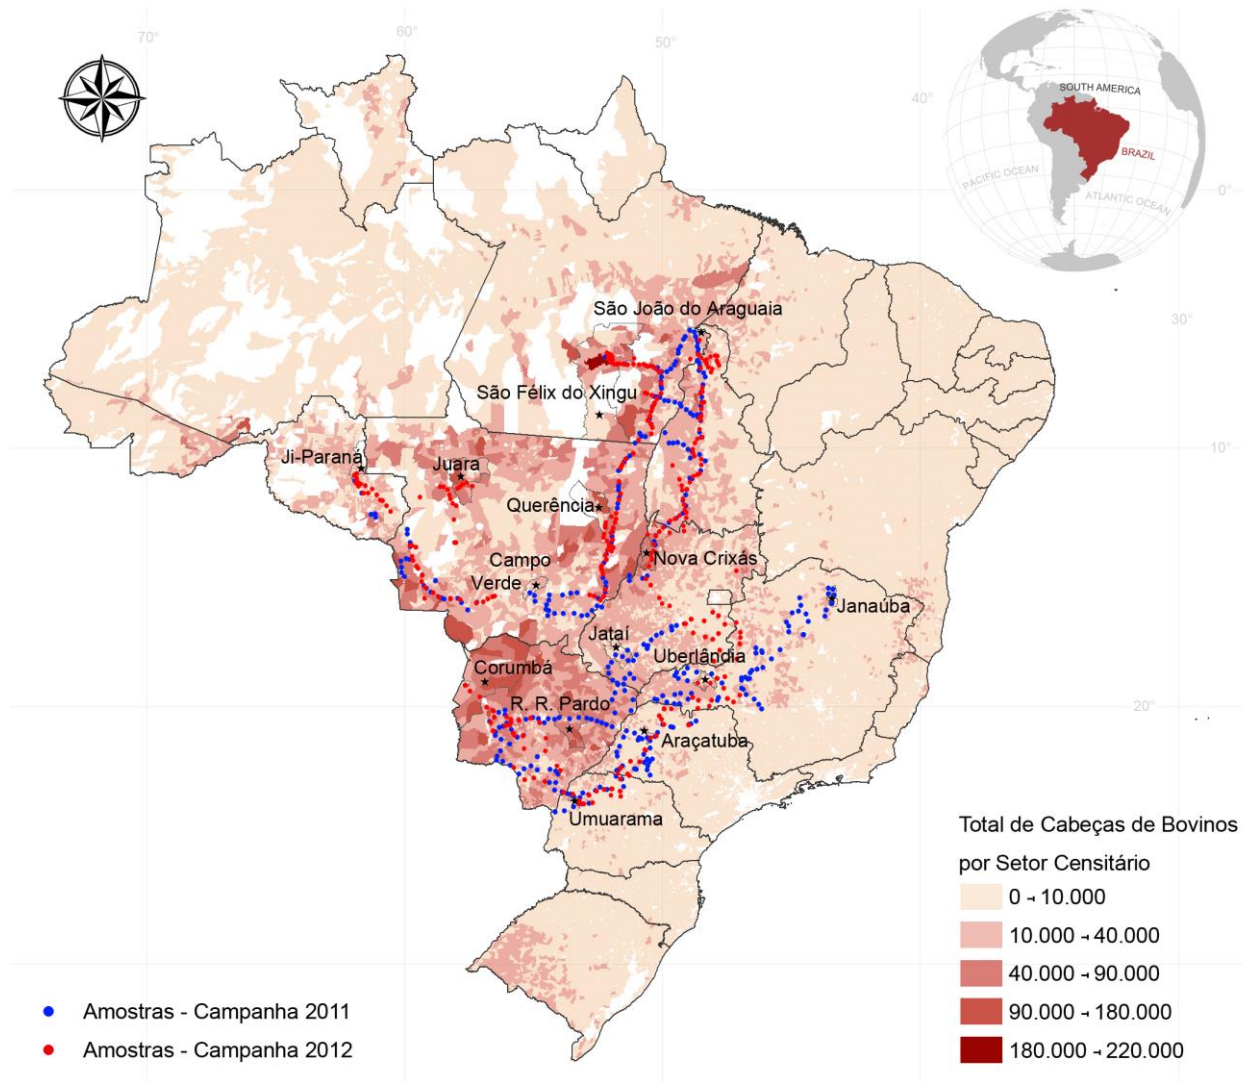 70°
60°
50°
40°
SOUTH AMERICA
BRAZIL
PACIFIC OCEAN
ATLANTIC OCEAN
0°
São João do Araguaia
30°
São Félix do Xingu
Ji-Paraná
Juara
10°
Querência
Campo
Verde
Nova Crixás
Janaúba
Jataí
Uberlândia
Corumbá
R. R. Pardo
20°
Araçatuba
Umuarama
Total de Cabeças de Bovinos
por Setor Censitário
0 ⊣ 10.000
10.000 ⊣ 40.000
40.000 ⊣ 90.000
90.000 ⊣ 180.000
180.000 ⊣ 220.000
Amostras - Campanha 2011
Amostras - Campanha 2012